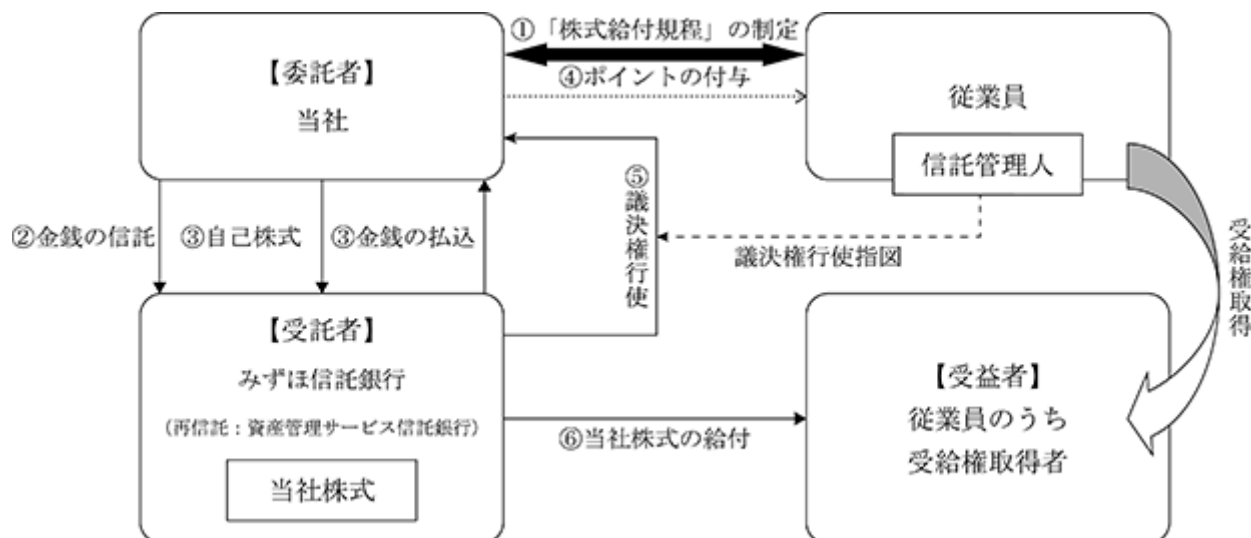 ①「株式給付規程」の制定
【委託者】
当社
④ポイントの付与
従業員
信託管理人
②金銭の信託
③自己株式
③金銭の払込
⑤議決権行使
議決権行使指図
受給権取得
【受託者】
みずほ信託銀行
(再信託:資産管理サービス信託銀行)
当社株式
⑥当社株式の給付
【受益者】
従業員のうち
受給権取得者